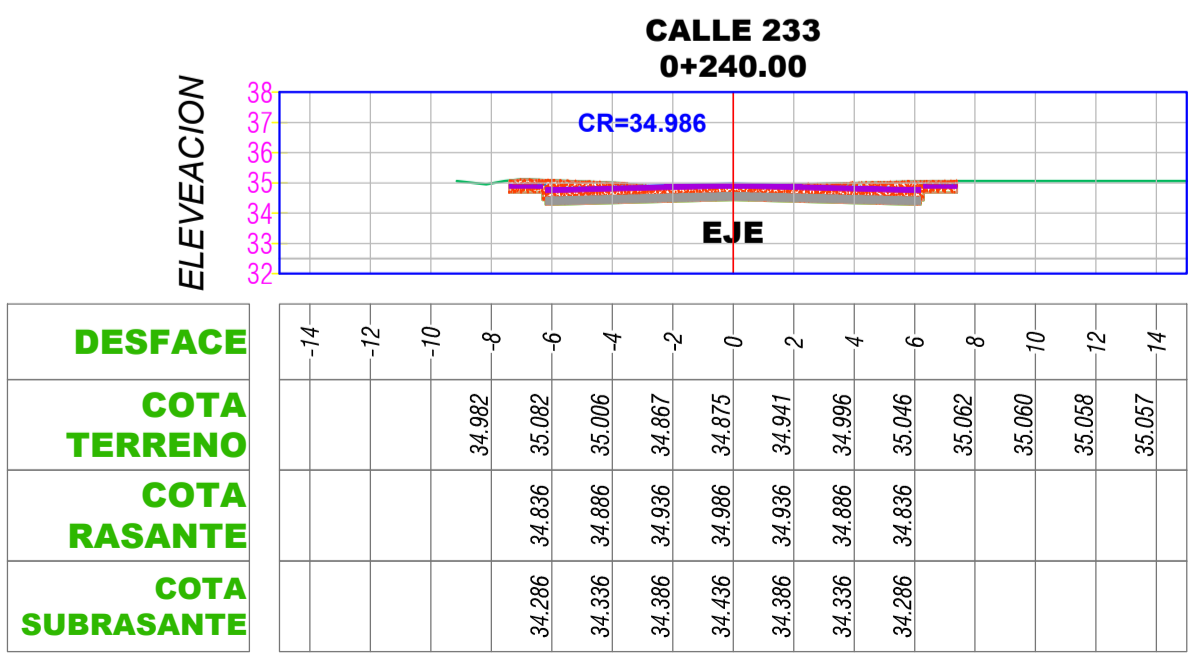 CALLE 233
0+240.00
ELEVEACION
38
37
36
35
34
33
32
CR=34.986
EJE
DESFACE -14 -12 -10 -8 -6 -4 -2 0 2 4 6 8 10 12 14
COTA
TERRENO 34.982 35.082 35.006 34.867 34.875 34.941 34.996 35.046 35.062 35.060 35.058 35.057
COTA
RASANTE 34.836 34.886 34.936 34.986 34.936 34.886 34.836
COTA
SUBRASANTE 34.286 34.336 34.386 34.436 34.386 34.336 34.286